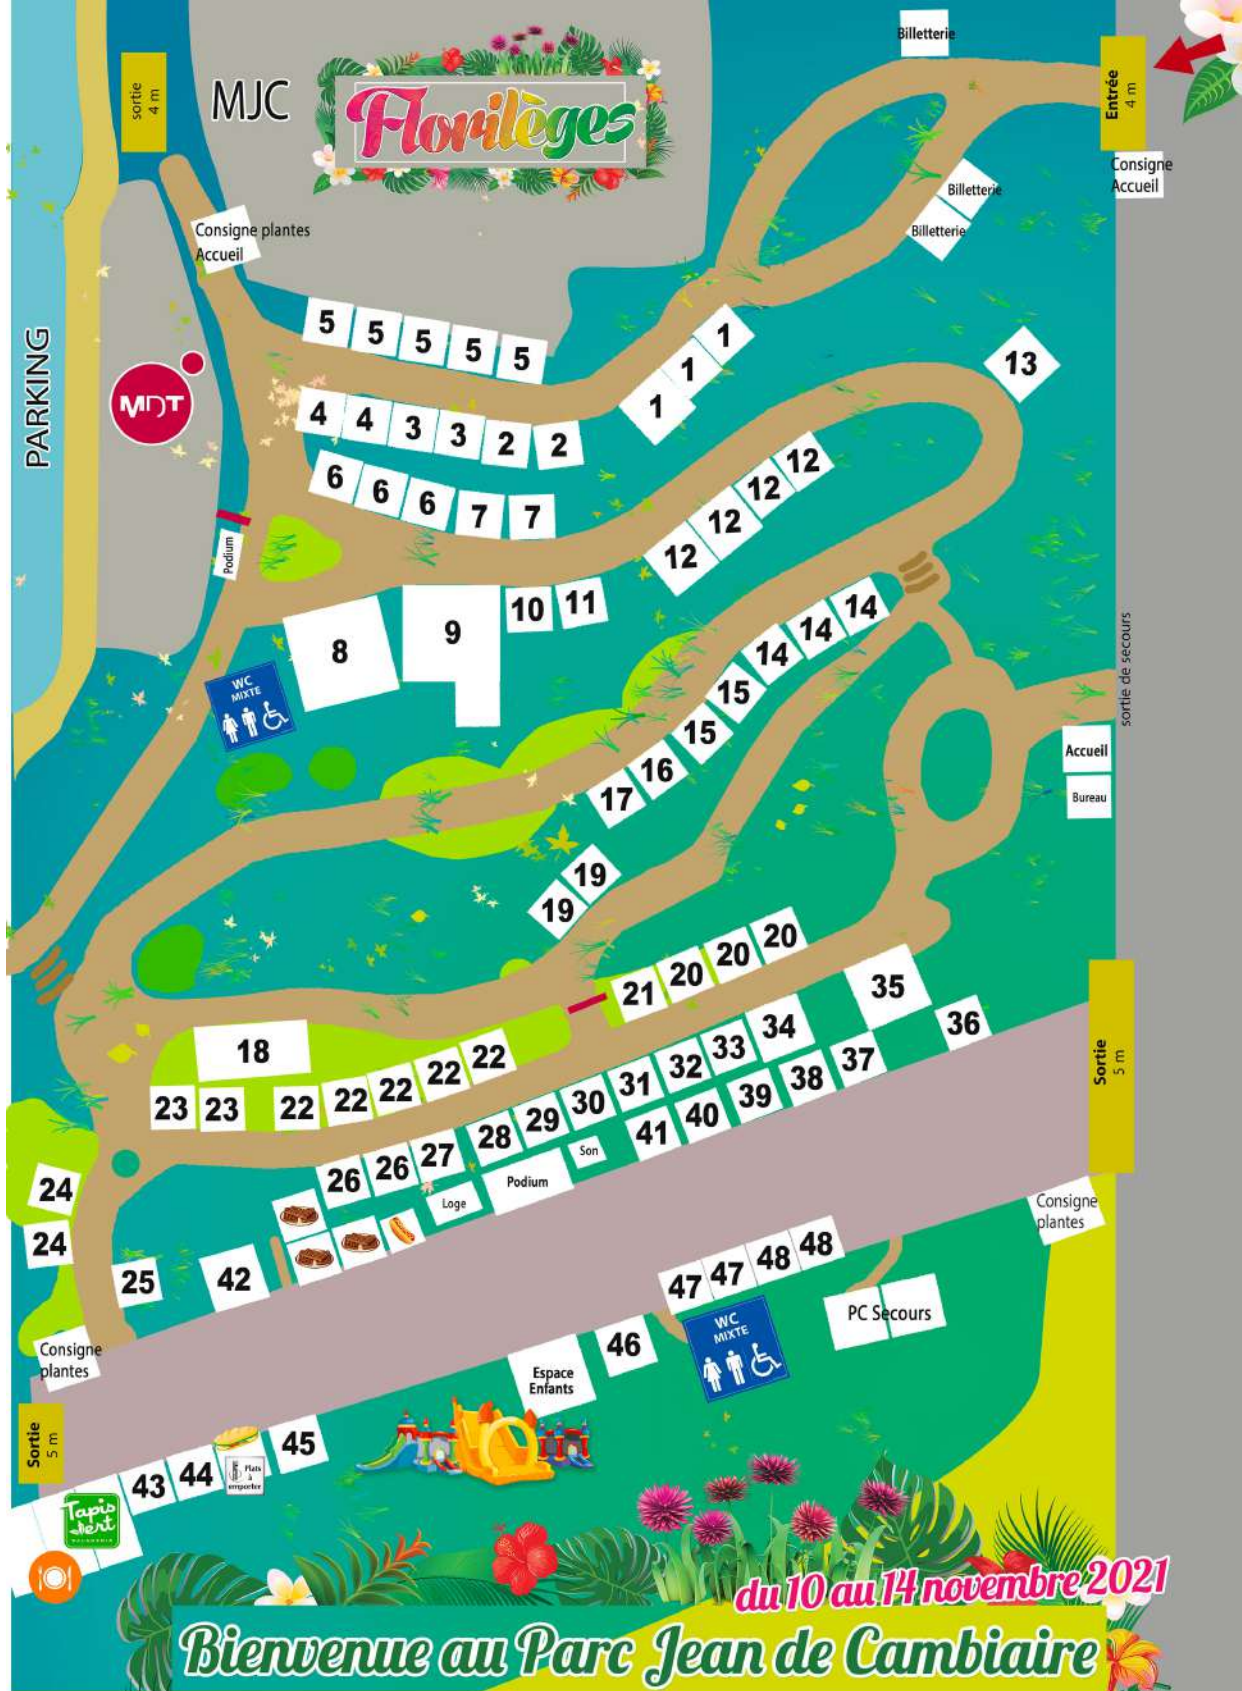 Billetterie
sortie
4 m
MJC
Florilèges
Entrée
4 m
Consigne
Accueil
Billetterie
Billetterie
Consigne plantes
Accueil
PARKING
MDT
5
5
5
5
5
1
1
1
13
4
4
3
3
2
2
6
6
6
7
7
12
12
12
12
Podium
8
9
10
11
14
14
14
sortie de secours
WC
MIXTE
15
15
16
17
Accueil
Bureau
19
19
20
20
20
21
18
22
22
22
22
22
23
23
35
36
34
33
32
31
30
29
28
27
26
26
37
38
39
40
41
Son
Podium
Loge
Sortie
5 m
24
24
25
42
Consigne
plantes
48
48
47
47
PC Secours
WC
MIXTE
46
Espace
Enfants
Consigne
plantes
Sortie
5 m
45
44
43
Plats
à
emporter
Tapis
Vert
du 10 au 14 novembre 2021
Bienvenue au Parc Jean de Cambiaire